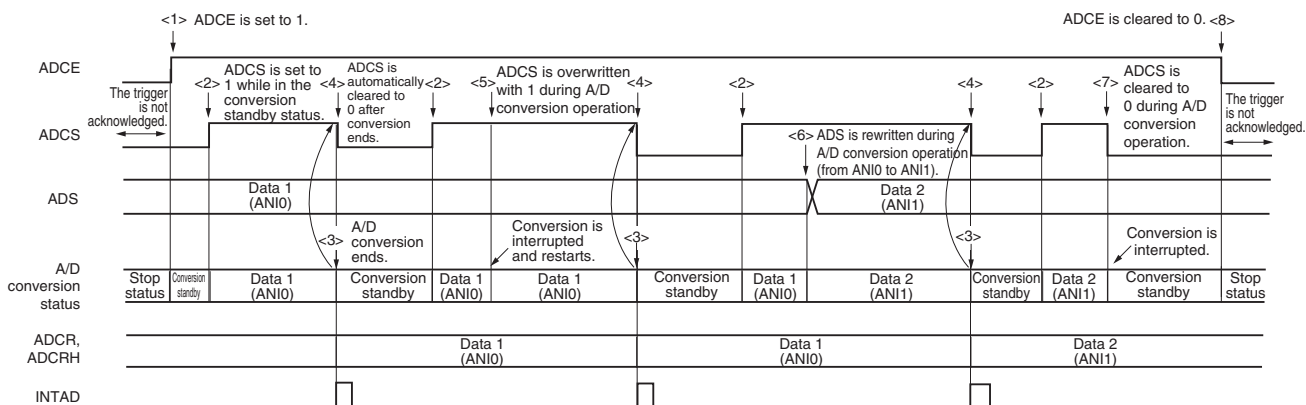 <1> ADCE is set to 1.
ADCE is cleared to 0. <8>
ADCE
The trigger
is not
acknowledged.
<2>
ADCS is set to
1 while in the
conversion
standby status.
<4>
ADCS is
automatically
cleared to
0 after
conversion
ends.
<2>
<5>
ADCS is overwritten
with 1 during A/D
conversion operation
<4>
<2>
<4>
<2>
<7>
ADCS is
cleared to
0 during A/D
conversion
operation.
The trigger
is not
acknowledged.
ADCS
<6> ADS is rewritten during
A/D conversion operation
(from ANI0 to ANI1).
ADS
Data 1
(ANI0)
Data 2
(ANI1)
<3>
A/D
conversion
ends.
Conversion is
interrupted
and restarts.
<3>
<3>
Conversion is
interrupted.
A/D
conversion
status
Stop
status
Conversion
standby
Data 1
(ANI0)
Conversion
standby
Data 1
(ANI0)
Data 1
(ANI0)
Conversion
standby
Data 1
(ANI0)
Data 2
(ANI1)
Conversion
standby
Data 2
(ANI1)
Conversion
standby
Stop
status
ADCR,
ADCRH
Data 1
(ANI0)
Data 1
(ANI0)
Data 2
(ANI1)
INTAD